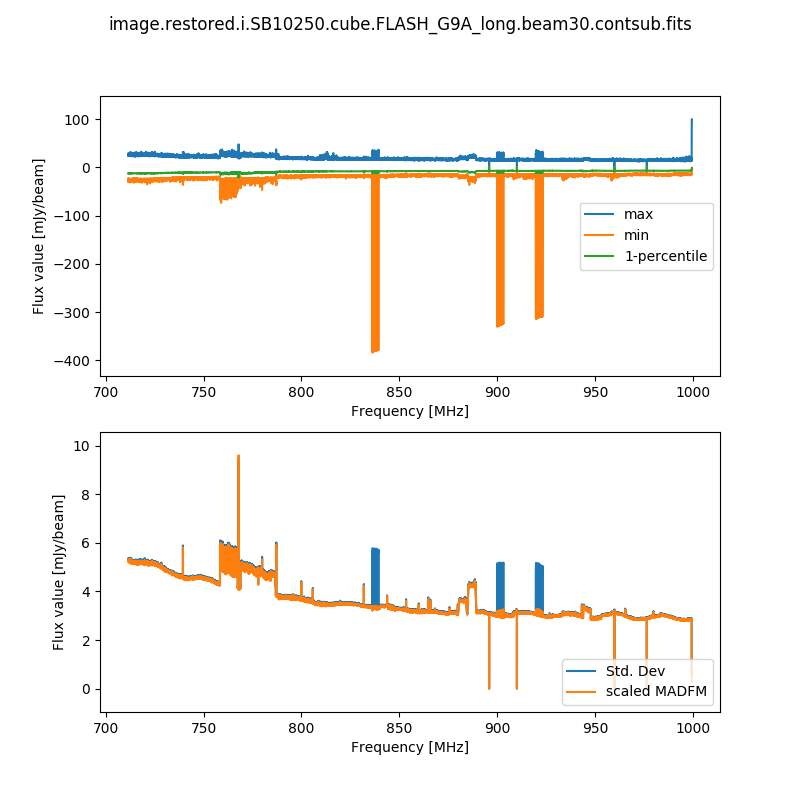 image.restored.i.SB10250.cube.FLASH_G9A_long.beam30.contsub.fits
100
0
−100
−200
−300
−400
Flux value [mJy/beam]
max
min
1-percentile
700 750 800 850 900 950 1000
Frequency [MHz]
10
8
6
4
2
0
Flux value [mJy/beam]
Std. Dev
scaled MADFM
700 750 800 850 900 950 1000
Frequency [MHz]